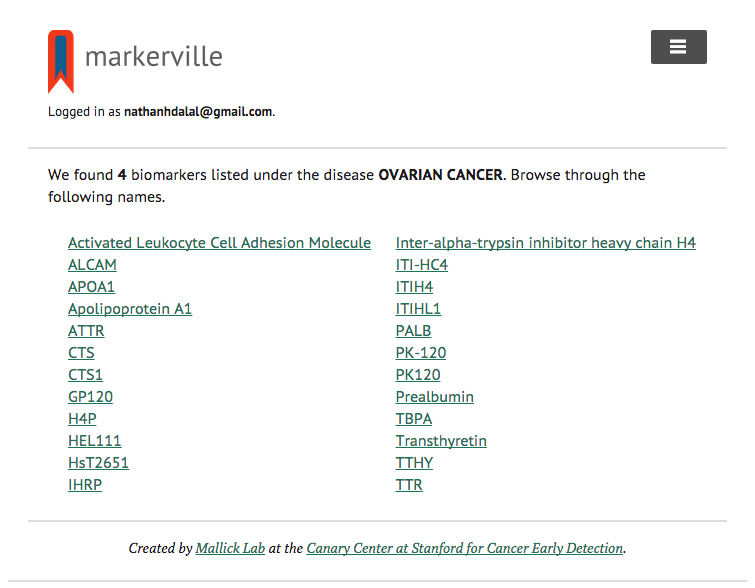 markerville
Logged in as nathanhdalal@gmail.com.
We found 4 biomarkers listed under the disease OVARIAN CANCER. Browse through the
following names.
Activated Leukocyte Cell Adhesion Molecule
ALCAM
APOA1
Apolipoprotein A1
ATTR
CTS
CTS1
GP120
H4P
HEL111
HsT2651
IHRP
Inter-alpha-trypsin inhibitor heavy chain H4
ITI-HC4
ITIH4
ITIHL1
PALB
PK-120
PK120
Prealbumin
TBPA
Transthyretin
TTHY
TTR
Created by Mallick Lab at the Canary Center at Stanford for Cancer Early Detection.